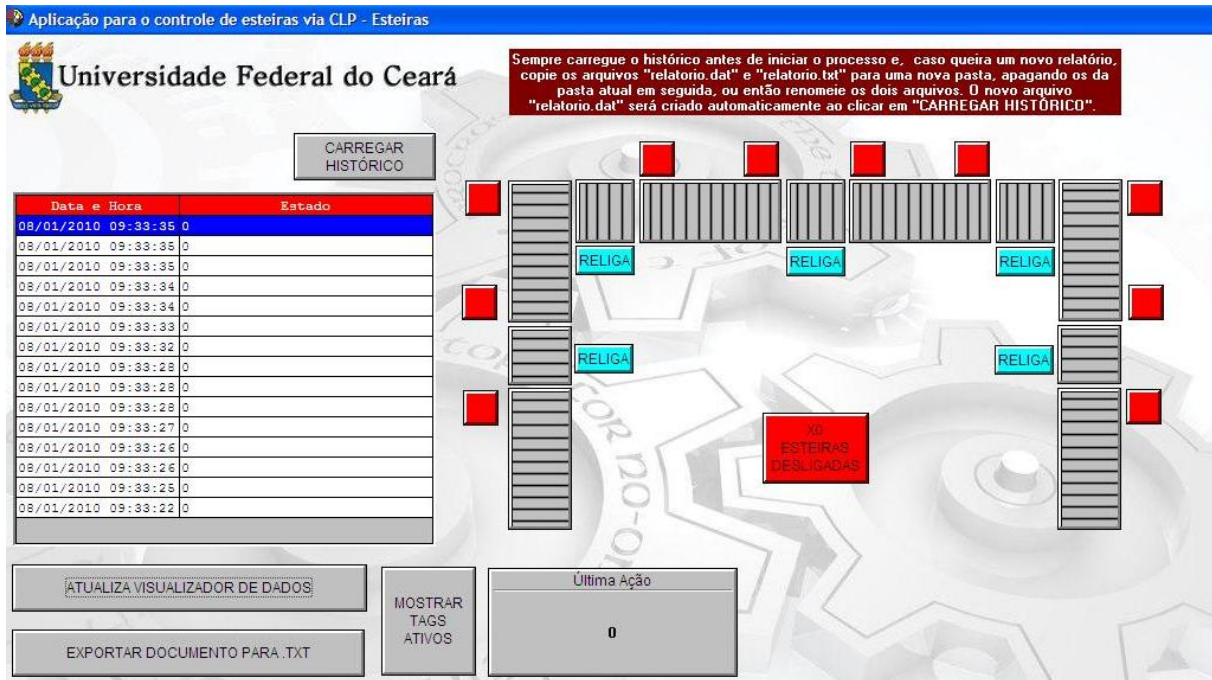 Aplicação para o controle de esteiras via CLP - Esteiras
Universidade Federal do Ceará
Sempre carregue o histórico antes de iniciar o processo e, caso queira um novo relatório,
copie os arquivos "relatorio.dat" e "relatorio.txt" para uma nova pasta, apagando os da
pasta atual em seguida, ou então renomeie os dois arquivos. O novo arquivo
"relatorio.dat" será criado automaticamente ao clicar em "CARREGAR HISTÓRICO".
CARREGAR
HISTÓRICO
Data e Hora Estado
08/01/2010 09:33:35 0
08/01/2010 09:33:35 0
08/01/2010 09:33:35 0
08/01/2010 09:33:34 0
08/01/2010 09:33:34 0
08/01/2010 09:33:33 0
08/01/2010 09:33:32 0
08/01/2010 09:33:28 0
08/01/2010 09:33:28 0
08/01/2010 09:33:28 0
08/01/2010 09:33:27 0
08/01/2010 09:33:26 0
08/01/2010 09:33:26 0
08/01/2010 09:33:25 0
08/01/2010 09:33:22 0
RELIGA RELIGA RELIGA
RELIGA RELIGA
X0
ESTEIRAS
DESLIGADAS
ATUALIZA VISUALIZADOR DE DADOS
EXPORTAR DOCUMENTO PARA .TXT
MOSTRAR
TAGS
ATIVOS
Última Ação
0